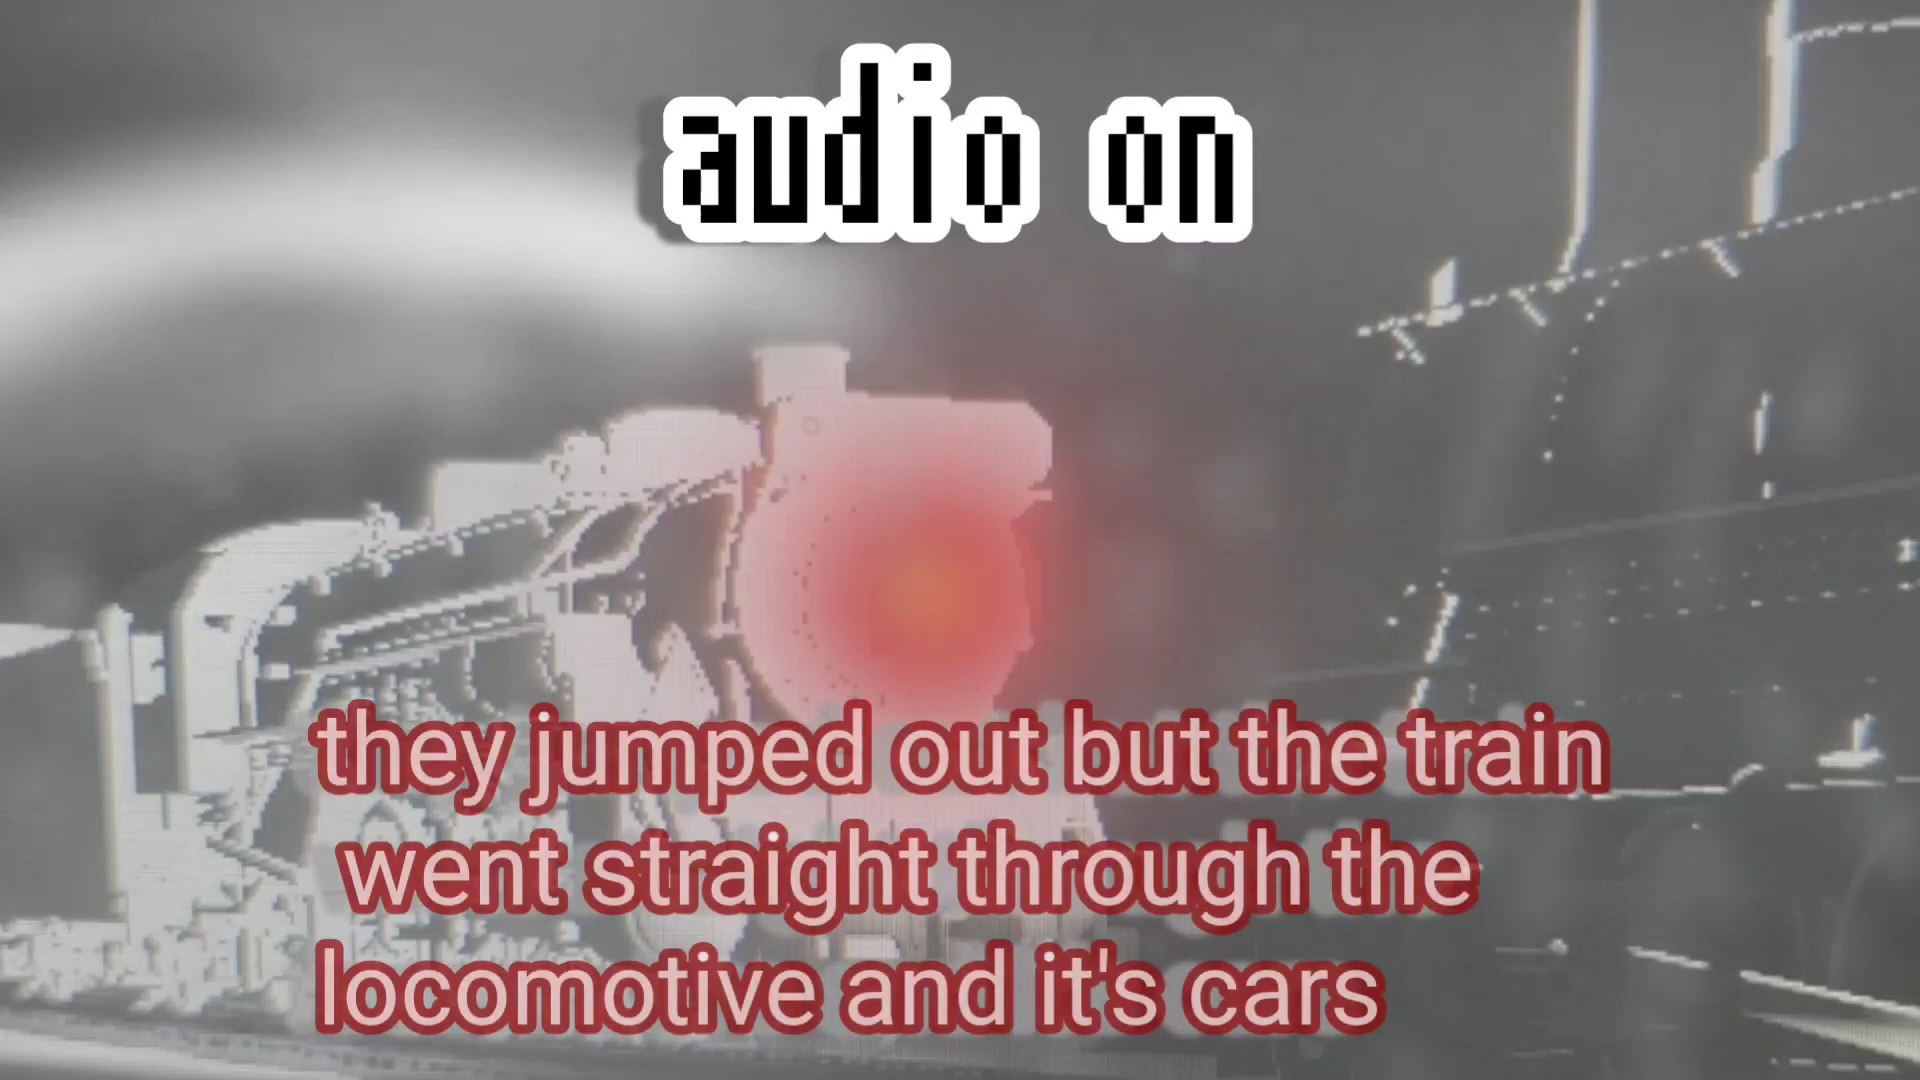 audio on
they jumped out but the train
went straight through the
locomotive and it's cars